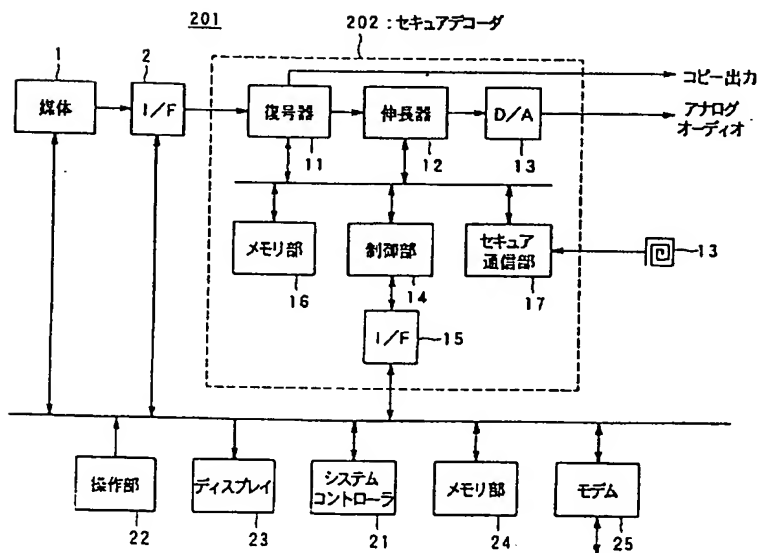 201
202:セキュアデコーダ
1
2
媒体
I/F
復号器
伸長器
D/A
コピー出力
アナログ
オーディオ
11
12
13
メモリ部
制御部
セキュア
通信部
13
16
14
17
I/F
15
操作部
ディスプレイ
システム
コントローラ
メモリ部
モデム
22
23
21
24
25